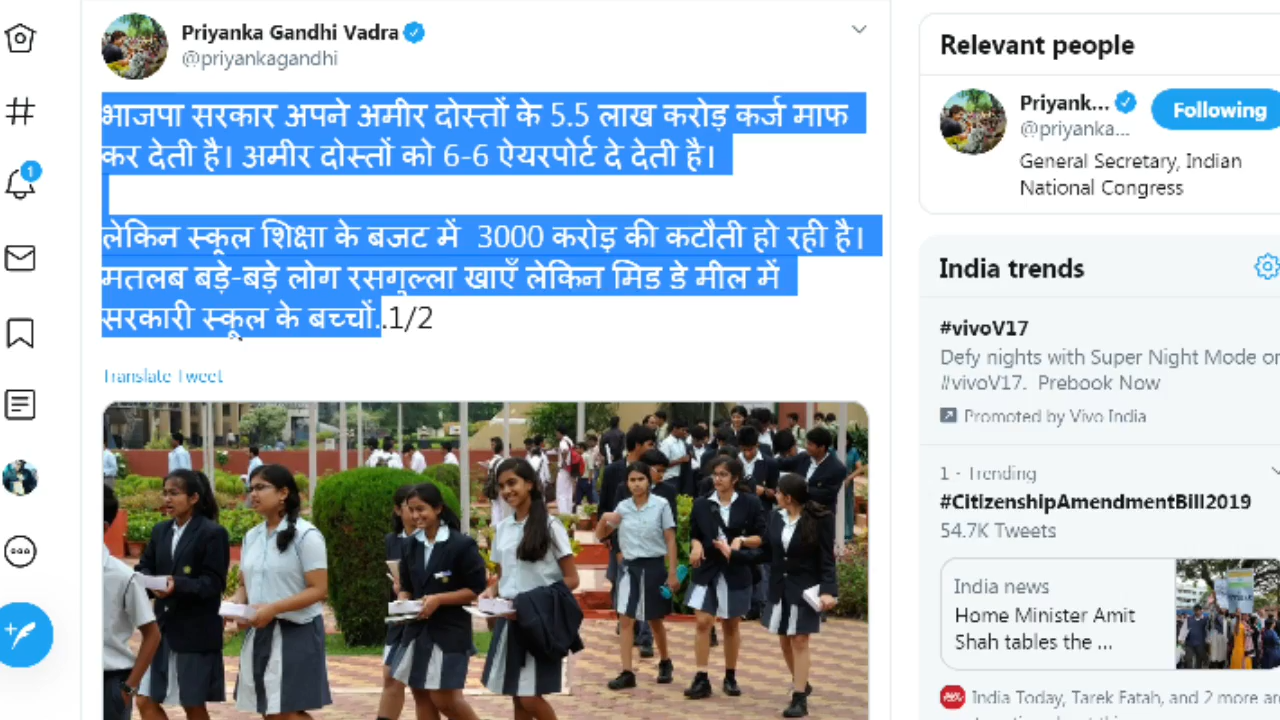 Priyanka Gandhi Vadra
@priyankagandhi
भाजपा सरकार अपने अमीर दोस्तों के 5.5 लाख करोड़ कर्ज माफ
कर देती है। अमीर दोस्तों को 6-6 ऐयरपोर्ट दे देती है।
लेकिन स्कूल शिक्षा के बजट में 3000 करोड़ की कटौती हो रही है।
मतलब बड़े-बड़े लोग रसगुल्ला खाएँ लेकिन मिड डे मील में
सरकारी स्कूल के बच्चों..1/2
Translate Tweet
1
Relevant people
Priyank...
@priyanka...
Following
General Secretary, Indian
National Congress
India trends
#vivoV17
Defy nights with Super Night Mode on
#vivoV17. Prebook Now
Promoted by Vivo India
1 · Trending
#CitizenshipAmendmentBill2019
54.7K Tweets
India news
Home Minister Amit
Shah tables the ...
India Today, Tarek Fatah, and 2 more